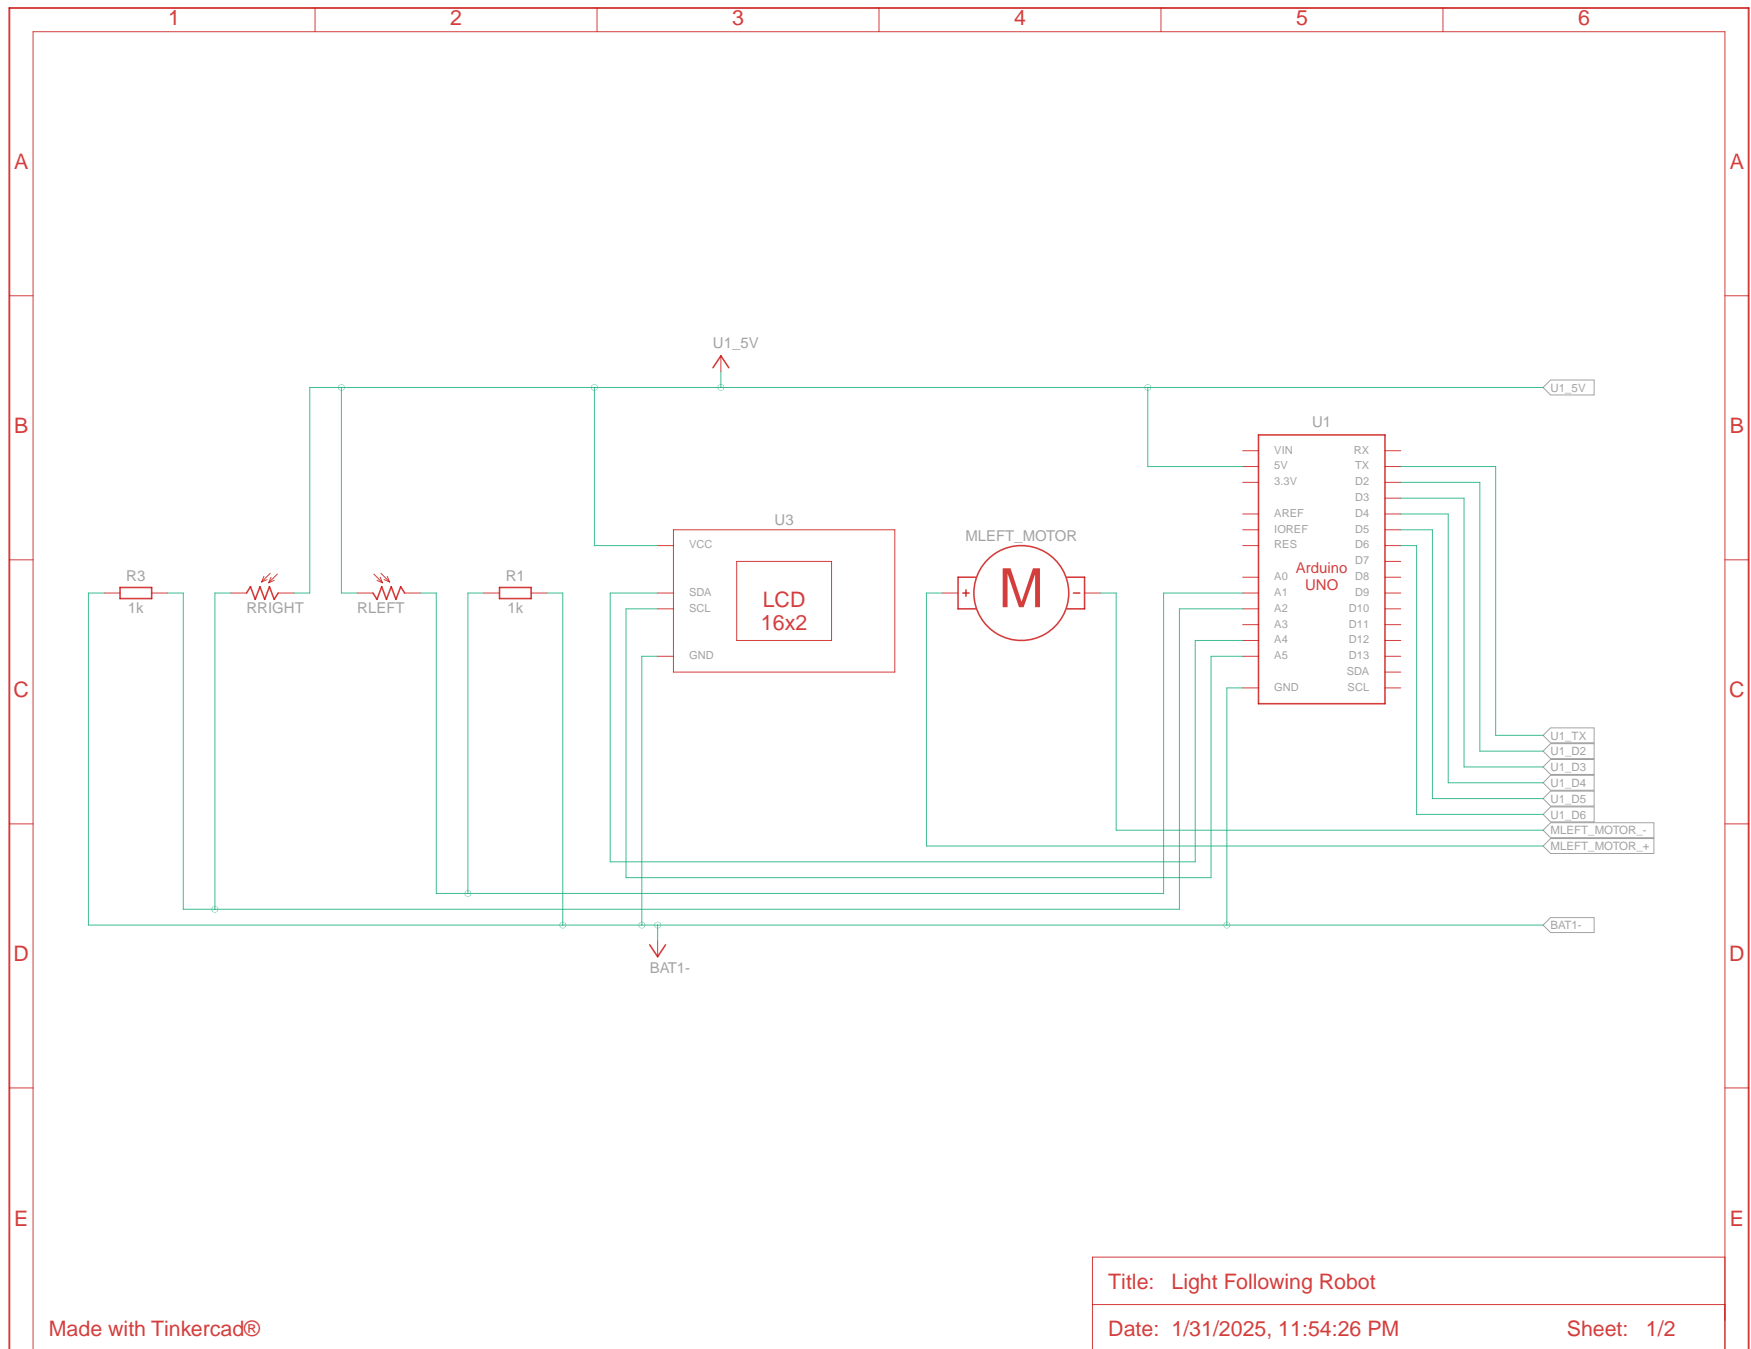 1 2 3 4 5 6
A A
U1_5V
U1_5V
B B
U1
VIN RX
5V TX
3.3V D2
D3
AREF D4
IOREF D5
RES D6
D7
A0 D8
A1 D9
A2 D10
A3 D11
A4 D12
A5 D13
SDA
GND SCL
Arduino
UNO
U3
VCC
SDA
SCL
GND
LCD
16x2
MLEFT_MOTOR
+ M -
R3
1k
RRIGHT
RLEFT
R1
1k
C C
U1_TX
U1_D2
U1_D3
U1_D4
U1_D5
U1_D6
MLEFT_MOTOR_-
MLEFT_MOTOR_+
BAT1-
D D
BAT1-
E E
Title: Light Following Robot
Made with Tinkercad®
Date: 1/31/2025, 11:54:26 PM Sheet: 1/2